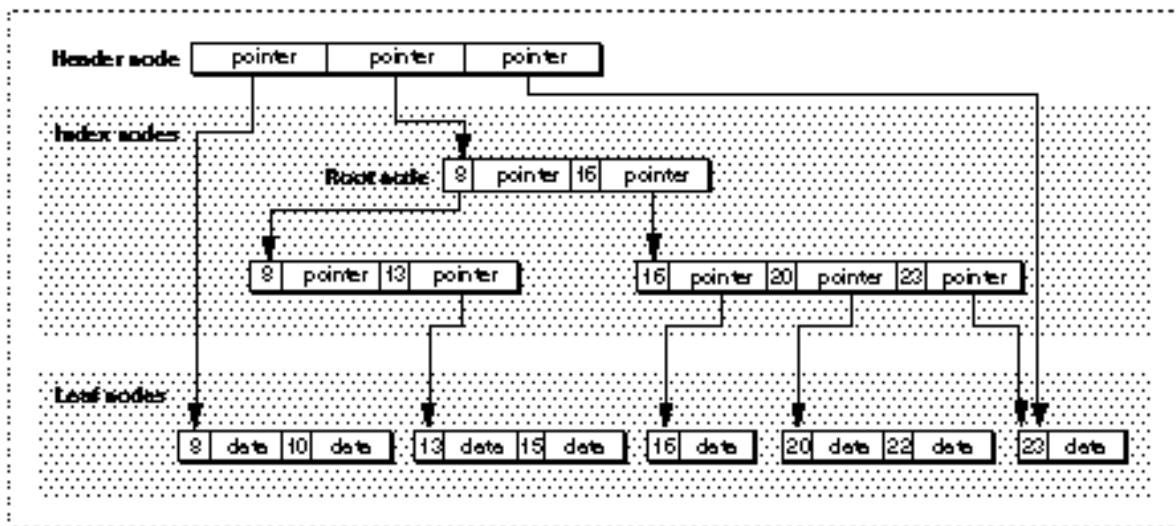 Header node pointer pointer pointer
Index nodes
Root node 8 pointer 16 pointer
8 pointer 13 pointer 16 pointer 20 pointer 23 pointer
Leaf nodes
8 data 10 data 13 data 15 data 16 data 20 data 22 data 23 data